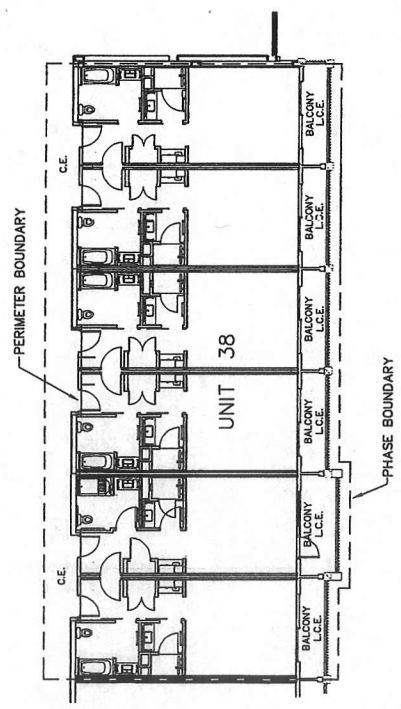 PERIMETER BOUNDARY
C.E.
C.E.
UNIT 38
BALCONY
L.C.E.
BALCONY
L.C.E.
BALCONY
L.C.E.
BALCONY
L.C.E.
BALCONY
L.C.E.
BALCONY
L.C.E.
PHASE BOUNDARY